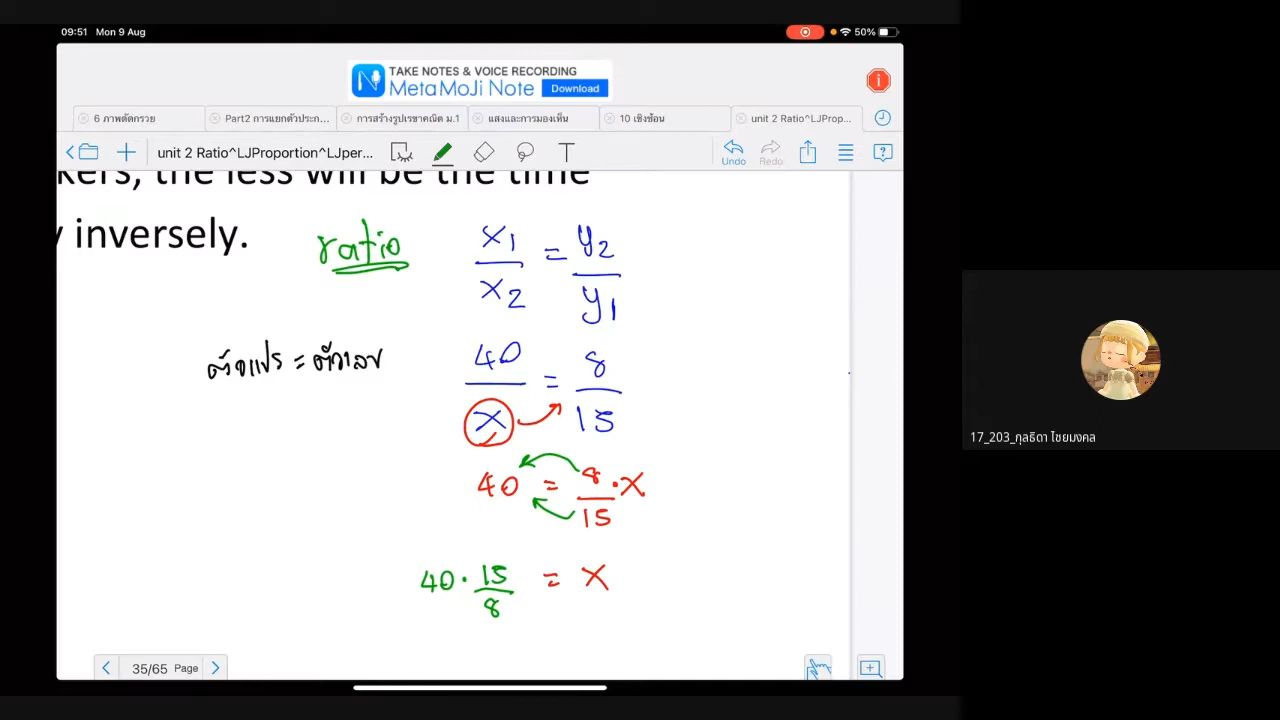 09:51 Mon 9 Aug
50%
TAKE NOTES & VOICE RECORDING
MetaMoJi Note
Download
6 ภาพตัดกรวย
Part2 การแยกตัวประก...
การสร้างรูปเรขาคณิต ม.1
แสงและการมองเห็น
10 เชิงซ้อน
unit 2 Ratio^LJProp...
unit 2 Ratio^LJProportion^LJper...
Undo
Redo
kers, the less will be the time
y inversely.
ratio
x1/x2 = y2/y1
ตัวแปร = ตัวเลข
40/x = 8/15
40 = 8/15 · x
40 · 15/8 = x
35/65 Page
17_203_กุลธิดา ไชยมงคล